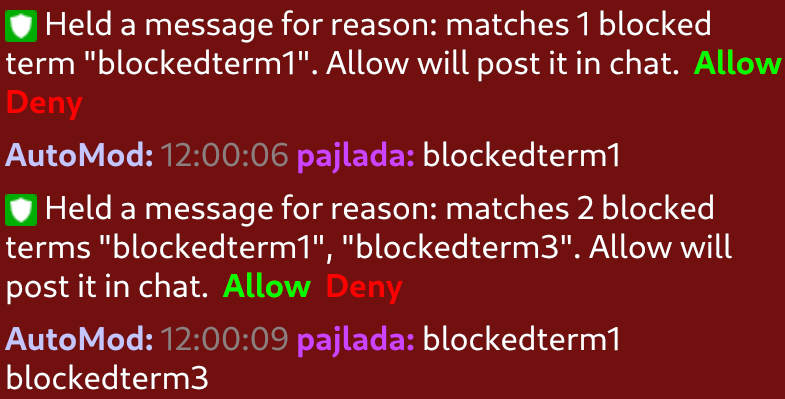 Held a message for reason: matches 1 blocked
term "blockedterm1". Allow will post it in chat. Allow
Deny
AutoMod: 12:00:06 pajlada: blockedterm1
Held a message for reason: matches 2 blocked
terms "blockedterm1", "blockedterm3". Allow will
post it in chat. Allow Deny
AutoMod: 12:00:09 pajlada: blockedterm1
blockedterm3